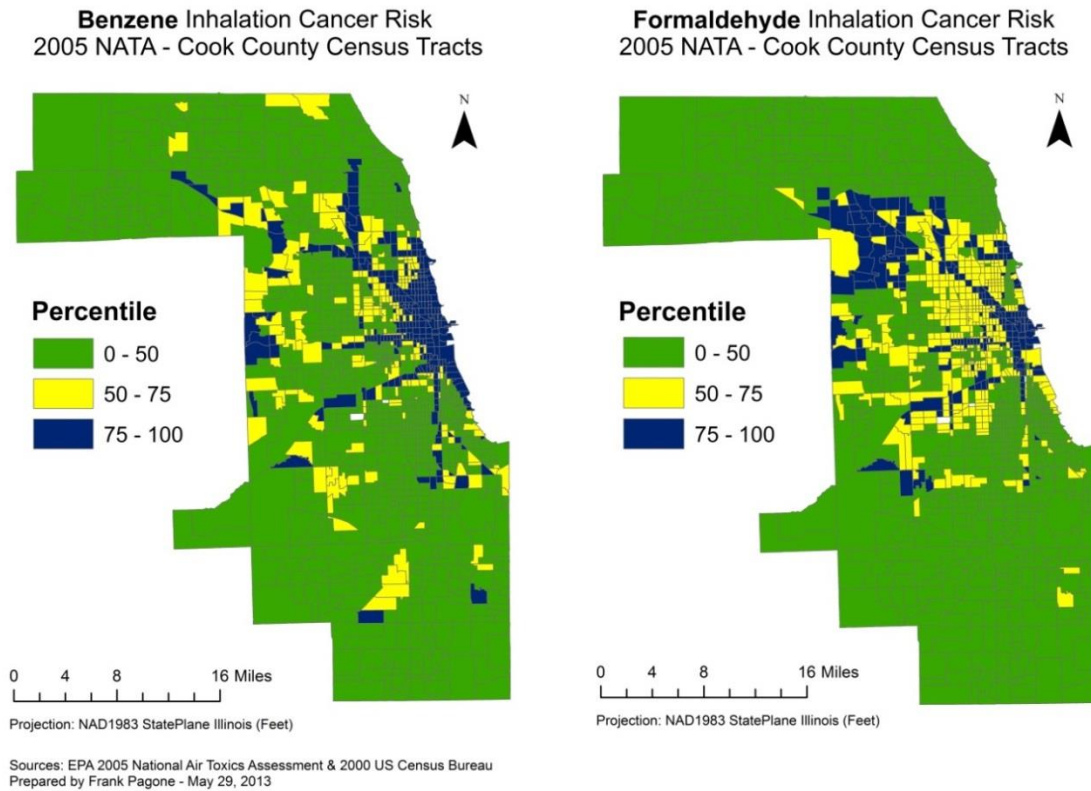 Benzene Inhalation Cancer Risk
2005 NATA - Cook County Census Tracts
N
Percentile
0 - 50
50 - 75
75 - 100
0 4 8 16 Miles
Projection: NAD1983 StatePlane Illinois (Feet)
Sources: EPA 2005 National Air Toxics Assessment & 2000 US Census Bureau
Prepared by Frank Pagone - May 29, 2013
Formaldehyde Inhalation Cancer Risk
2005 NATA - Cook County Census Tracts
N
Percentile
0 - 50
50 - 75
75 - 100
0 4 8 16 Miles
Projection: NAD1983 StatePlane Illinois (Feet)